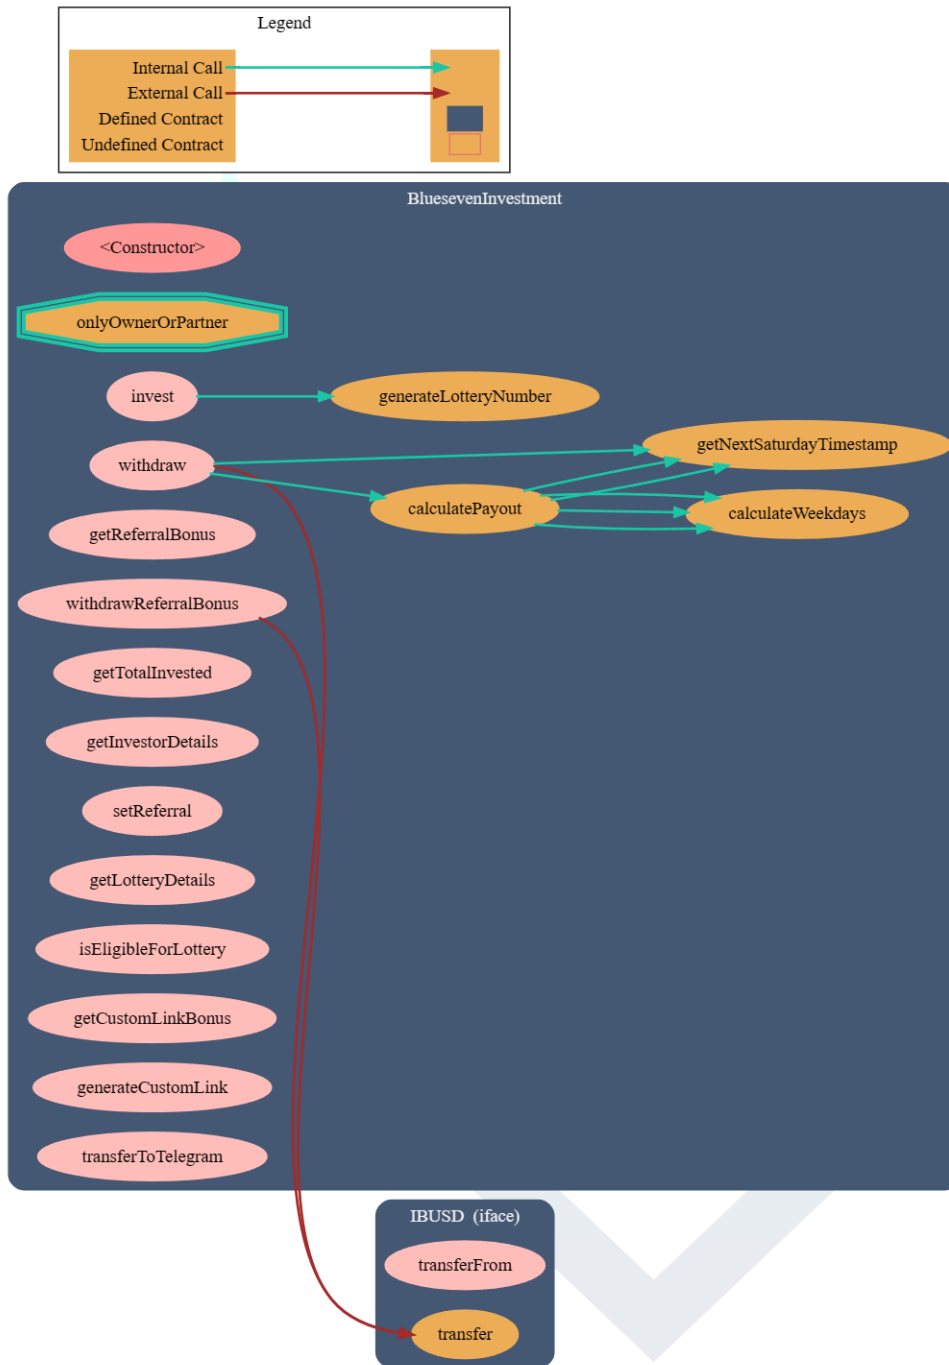 Legend
Internal Call
External Call
Defined Contract
Undefined Contract
BluesevenInvestment
<Constructor>
onlyOwnerOrPartner
invest
generateLotteryNumber
getNextSaturdayTimestamp
withdraw
calculatePayout
calculateWeekdays
getReferralBonus
withdrawReferralBonus
getTotalInvested
getInvestorDetails
setReferral
getLotteryDetails
isEligibleForLottery
getCustomLinkBonus
generateCustomLink
transferToTelegram
IBUSD (iface)
transferFrom
transfer